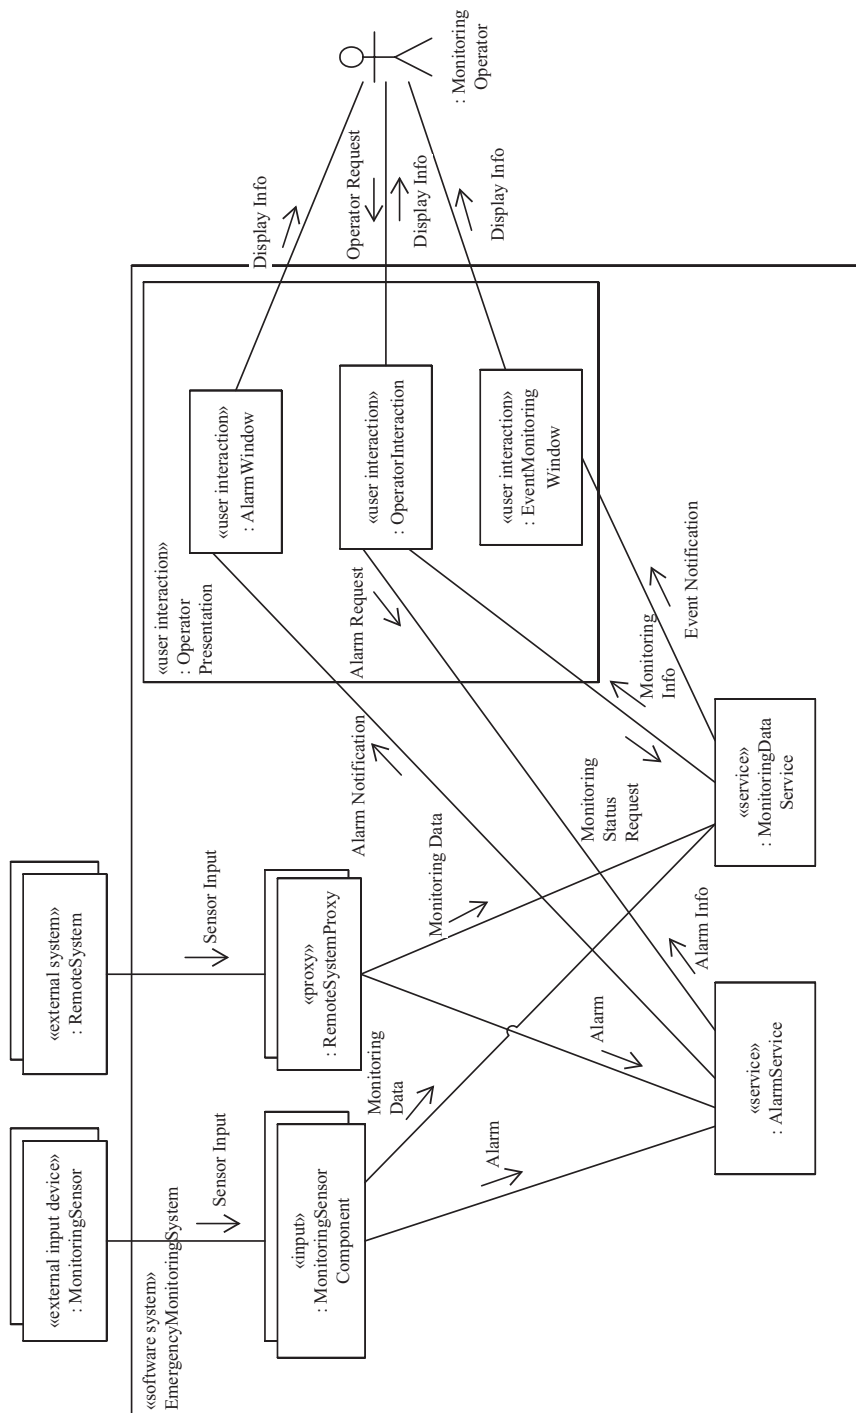 «external input device»
: MonitoringSensor
«external system»
: RemoteSystem
«software system»
EmergencyMonitoringSystem
Sensor Input
Sensor Input
«input»
: MonitoringSensor
Component
«proxy»
: RemoteSystemProxy
«user interaction»
: Operator
Presentation
«user interaction»
: AlarmWindow
Display Info
Monitoring
Data
Monitoring Data
Alarm Notification
Alarm Request
«user interaction»
: OperatorInteraction
Operator Request
Display Info
: Monitoring
Operator
Alarm
Alarm
«user interaction»
: EventMonitoring
Window
Display Info
Monitoring
Status
Request
Monitoring
Info
Event Notification
Alarm Info
«service»
: AlarmService
«service»
: MonitoringData
Service